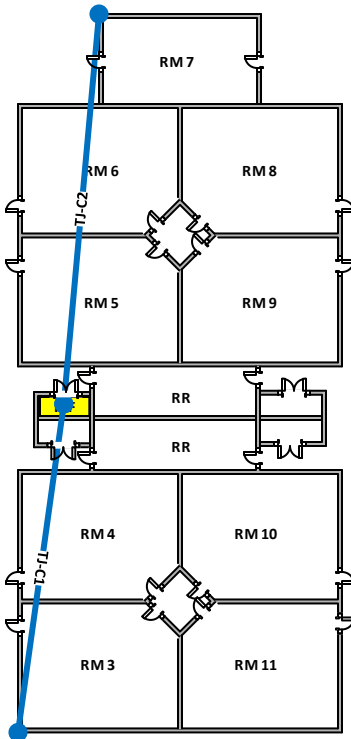 RM 7
RM 6
RM 8
TJ-C2
RM 5
RM 9
RR
RR
RM 4
RM 10
TJ-C1
RM 3
RM 11